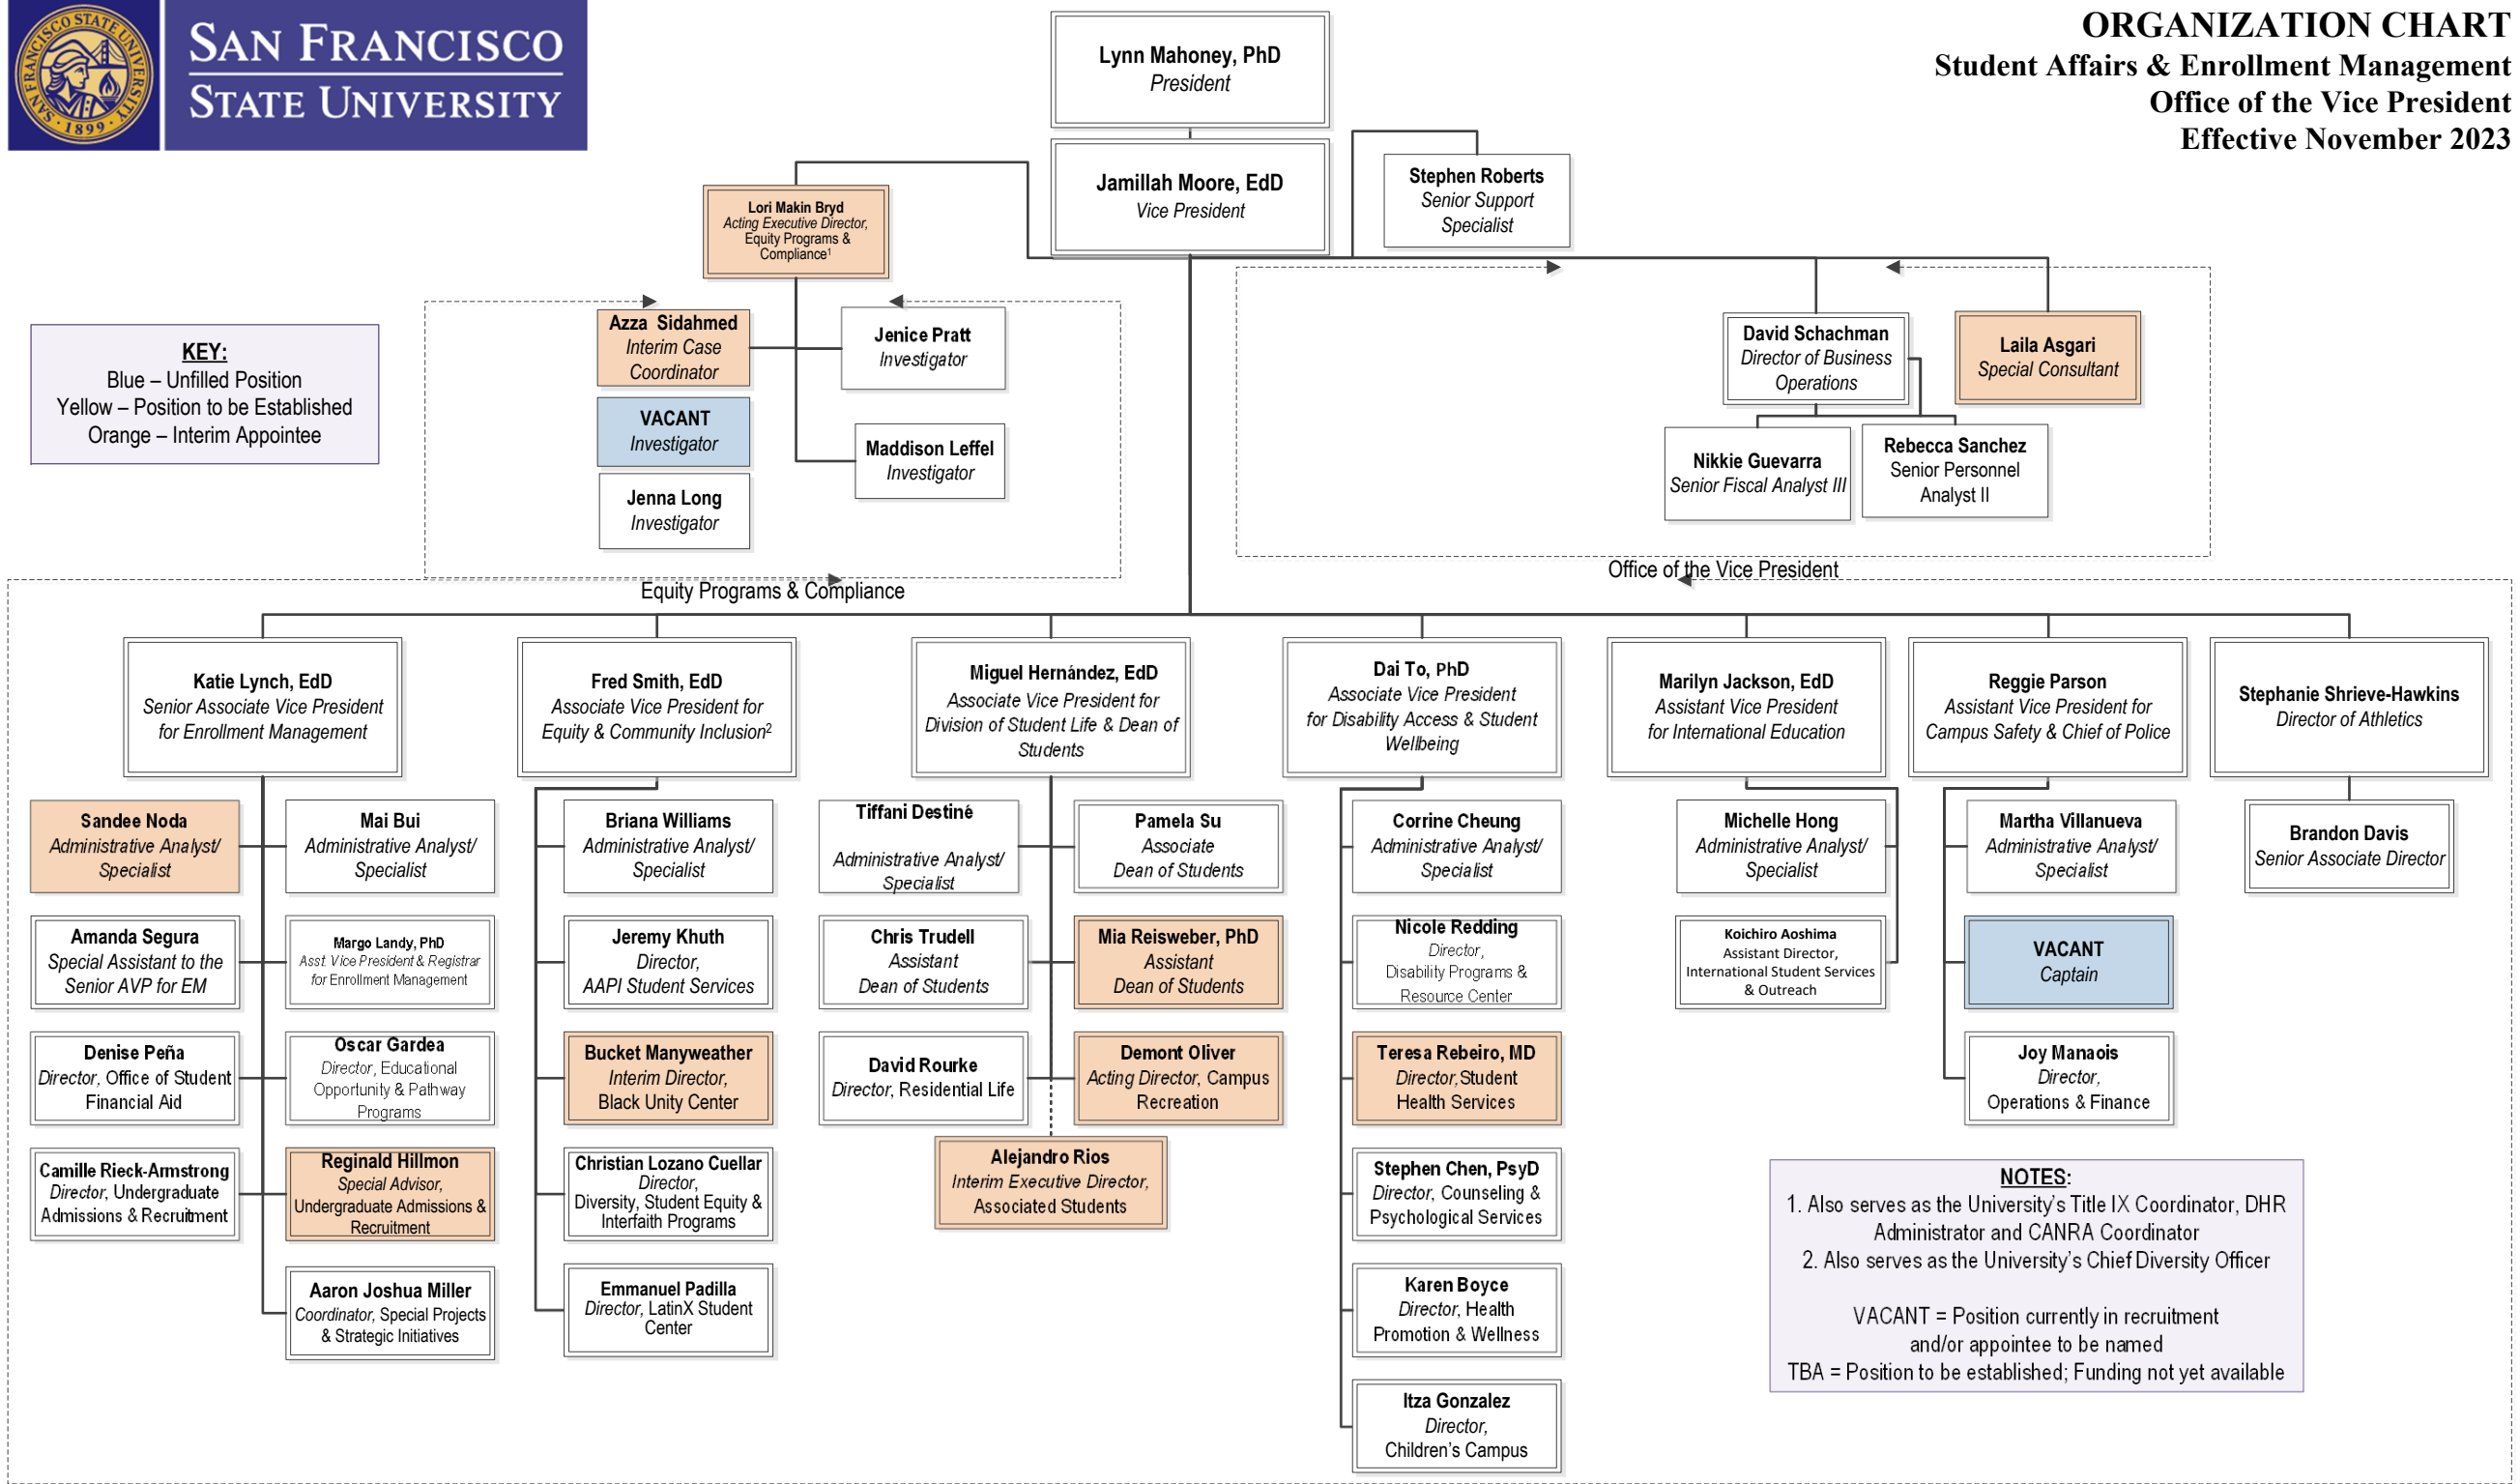 SAN FRANCISCO STATE UNIVERSITY
1899
SAN FRANCISCO
STATE UNIVERSITY
ORGANIZATION CHART
Student Affairs & Enrollment Management
Office of the Vice President
Effective November 2023
Lynn Mahoney, PhD
President
Jamillah Moore, EdD
Vice President
Stephen Roberts
Senior Support
Specialist
Lori Makin Bryd
Acting Executive Director,
Equity Programs &
Compliance¹
KEY:
Blue – Unfilled Position
Yellow – Position to be Established
Orange – Interim Appointee
Azza  Sidahmed
Interim Case
Coordinator
Jenice Pratt
Investigator
VACANT
Investigator
Maddison Leffel
Investigator
Jenna Long
Investigator
Equity Programs & Compliance
David Schachman
Director of Business
Operations
Laila Asgari
Special Consultant
Nikkie Guevarra
Senior Fiscal Analyst III
Rebecca Sanchez
Senior Personnel
Analyst II
Office of the Vice President
Katie Lynch, EdD
Senior Associate Vice President
for Enrollment Management
Sandee Noda
Administrative Analyst/
Specialist
Mai Bui
Administrative Analyst/
Specialist
Amanda Segura
Special Assistant to the
Senior AVP for EM
Margo Landy, PhD
Asst. Vice President & Registrar
for Enrollment Management
Denise Peña
Director, Office of Student
Financial Aid
Oscar Gardea
Director, Educational
Opportunity & Pathway
Programs
Camille Rieck-Armstrong
Director, Undergraduate
Admissions & Recruitment
Reginald Hillmon
Special Advisor,
Undergraduate Admissions &
Recruitment
Aaron Joshua Miller
Coordinator, Special Projects
& Strategic Initiatives
Fred Smith, EdD
Associate Vice President for
Equity & Community Inclusion²
Briana Williams
Administrative Analyst/
Specialist
Jeremy Khuth
Director,
AAPI Student Services
Bucket Manyweather
Interim Director,
Black Unity Center
Christian Lozano Cuellar
Director,
Diversity, Student Equity &
Interfaith Programs
Emmanuel Padilla
Director, LatinX Student
Center
Miguel Hernández, EdD
Associate Vice President for
Division of Student Life & Dean of
Students
Tiffani Destiné
Administrative Analyst/
Specialist
Pamela Su
Associate
Dean of Students
Chris Trudell
Assistant
Dean of Students
Mia Reisweber, PhD
Assistant
Dean of Students
David Rourke
Director, Residential Life
Demont Oliver
Acting Director, Campus
Recreation
Alejandro Rios
Interim Executive Director,
Associated Students
Dai To, PhD
Associate Vice President
for Disability Access & Student
Wellbeing
Corrine Cheung
Administrative Analyst/
Specialist
Nicole Redding
Director,
Disability Programs &
Resource Center
Teresa Rebeiro, MD
Director,Student
Health Services
Stephen Chen, PsyD
Director, Counseling &
Psychological Services
Karen Boyce
Director, Health
Promotion & Wellness
Itza Gonzalez
Director,
Children's Campus
Marilyn Jackson, EdD
Assistant Vice President
for International Education
Michelle Hong
Administrative Analyst/
Specialist
Koichiro Aoshima
Assistant Director,
International Student Services
& Outreach
Reggie Parson
Assistant Vice President for
Campus Safety & Chief of Police
Martha Villanueva
Administrative Analyst/
Specialist
VACANT
Captain
Joy Manaois
Director,
Operations & Finance
Stephanie Shrieve-Hawkins
Director of Athletics
Brandon Davis
Senior Associate Director
NOTES:
1. Also serves as the University's Title IX Coordinator, DHR
Administrator and CANRA Coordinator
2. Also serves as the University's Chief Diversity Officer
VACANT = Position currently in recruitment
and/or appointee to be named
TBA = Position to be established; Funding not yet available